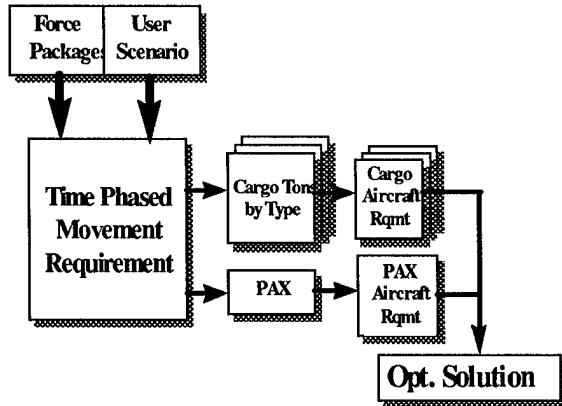 Force
Packages
User
Scenario
Time Phased
Movement
Requirement
Cargo Tons
by Type
Cargo
Aircraft
Rqmt
PAX
PAX
Aircraft
Rqmt
Opt. Solution